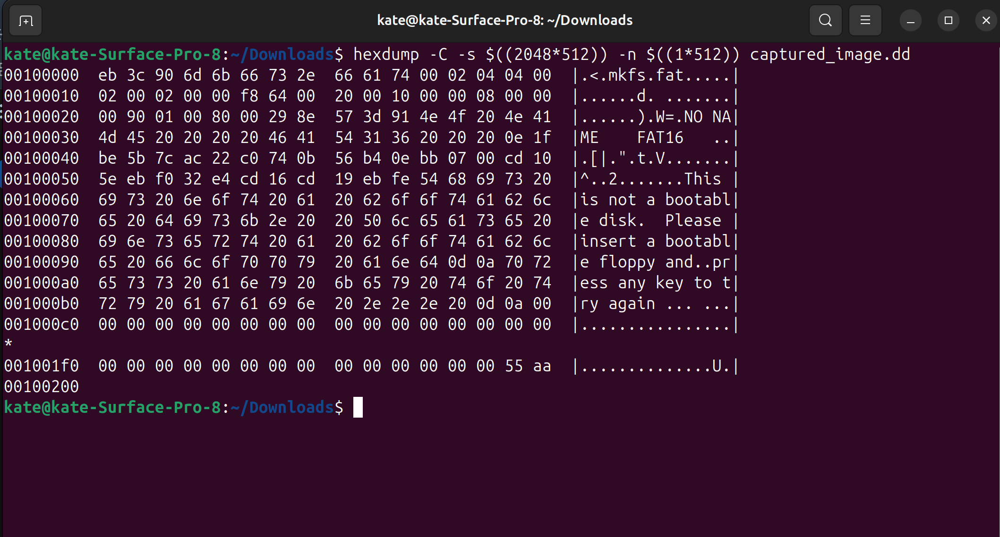 kate@kate-Surface-Pro-8: ~/Downloads
kate@kate-Surface-Pro-8:~/Downloads$ hexdump -C -s $((2048*512)) -n $((1*512)) captured_image.dd
00100000  eb 3c 90 6d 6b 66 73 2e  66 61 74 00 02 04 04 00  |.<.mkfs.fat.....|
00100010  02 00 02 00 00 f8 64 00  20 00 10 00 00 08 00 00  |......d. .......|
00100020  00 90 01 00 80 00 29 8e  57 3d 91 4e 4f 20 4e 41  |......).W=.NO NA|
00100030  4d 45 20 20 20 20 46 41  54 31 36 20 20 20 0e 1f  |ME    FAT16   ..|
00100040  be 5b 7c ac 22 c0 74 0b  56 b4 0e bb 07 00 cd 10  |.[|.".t.V.......|
00100050  5e eb f0 32 e4 cd 16 cd  19 eb fe 54 68 69 73 20  |^..2.......This |
00100060  69 73 20 6e 6f 74 20 61  20 62 6f 6f 74 61 62 6c  |is not a bootabl|
00100070  65 20 64 69 73 6b 2e 20  20 50 6c 65 61 73 65 20  |e disk.  Please |
00100080  69 6e 73 65 72 74 20 61  20 62 6f 6f 74 61 62 6c  |insert a bootabl|
00100090  65 20 66 6c 6f 70 70 79  20 61 6e 64 0d 0a 70 72  |e floppy and..pr|
001000a0  65 73 73 20 61 6e 79 20  6b 65 79 20 74 6f 20 74  |ess any key to t|
001000b0  72 79 20 61 67 61 69 6e  20 2e 2e 2e 20 0d 0a 00  |ry again ... ...|
001000c0  00 00 00 00 00 00 00 00  00 00 00 00 00 00 00 00  |................|
*
001001f0  00 00 00 00 00 00 00 00  00 00 00 00 00 00 55 aa  |..............U.|
00100200
kate@kate-Surface-Pro-8:~/Downloads$